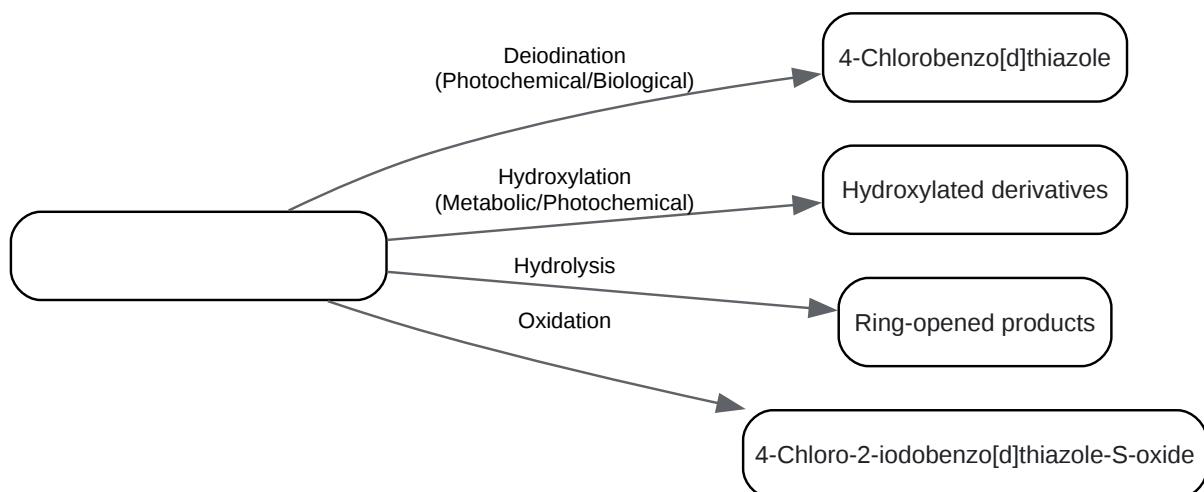 Deiodination
(Photochemical/Biological)
4-Chlorobenzo[d]thiazole
Hydroxylation
(Metabolic/Photochemical)
Hydroxylated derivatives
Hydrolysis
Ring-opened products
Oxidation
4-Chloro-2-iodobenzo[d]thiazole-S-oxide